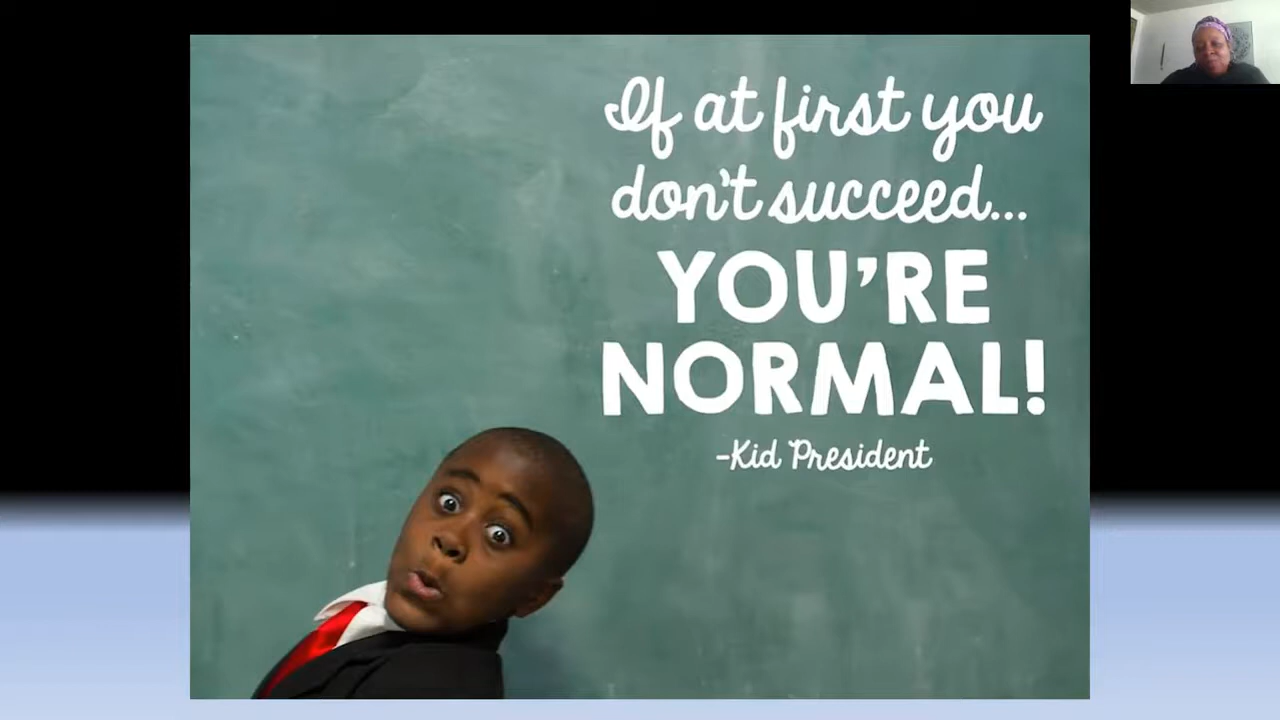 If at first you
don't succeed...
YOU'RE
NORMAL!
-Kid President